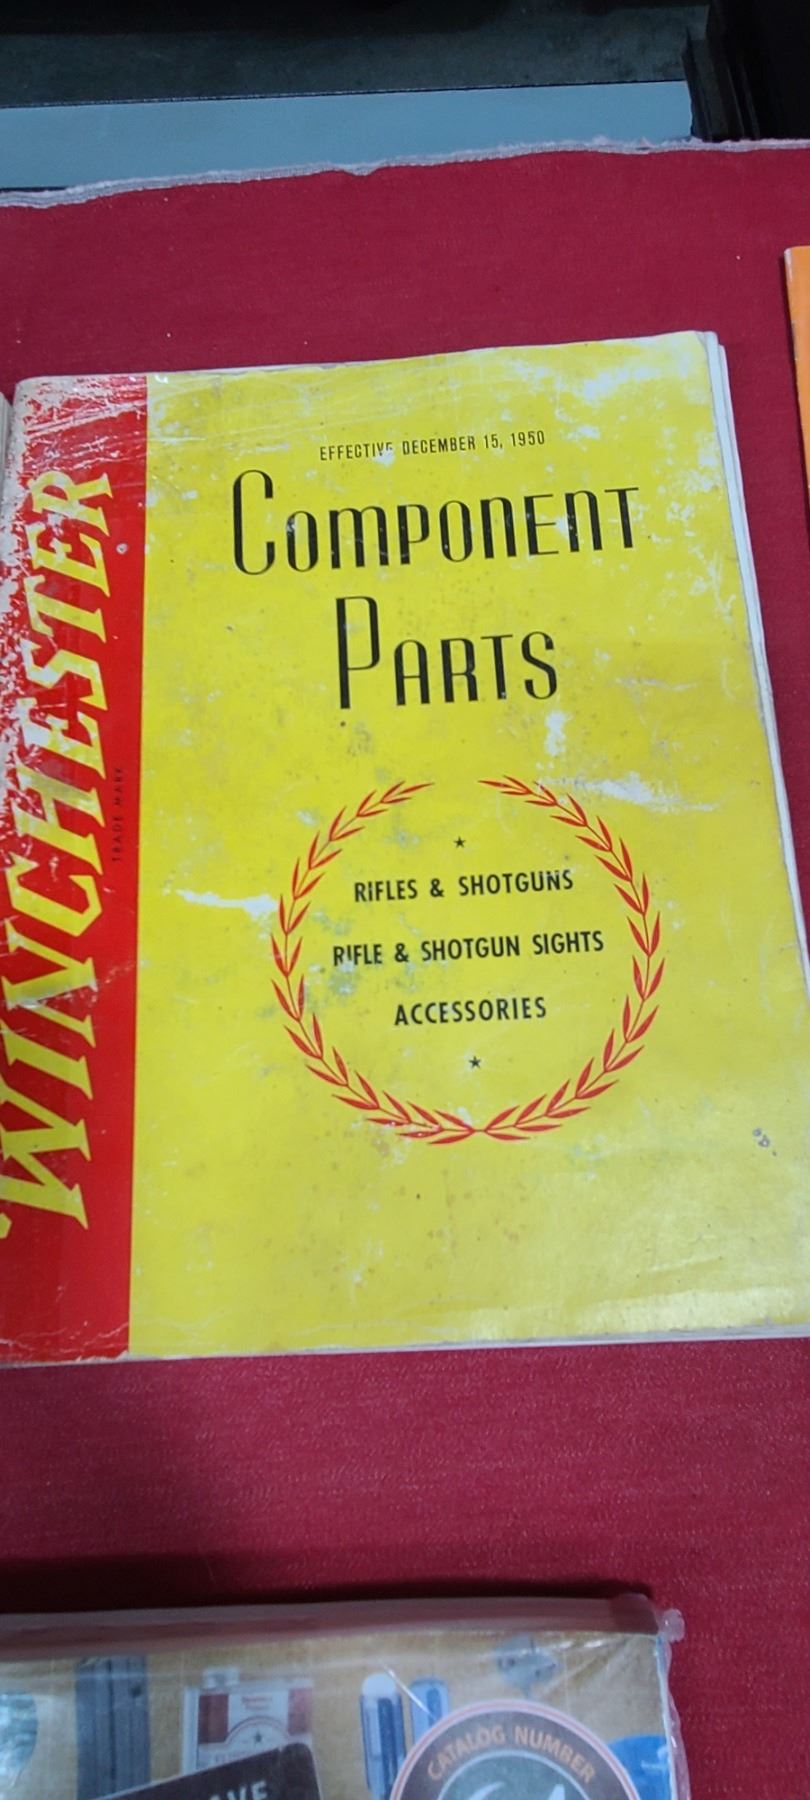 WINCHESTER
TRADE MARK
EFFECTIVE DECEMBER 15, 1950
COMPONENT
PARTS
RIFLES & SHOTGUNS
RIFLE & SHOTGUN SIGHTS
ACCESSORIES
CATALOG NUMBER